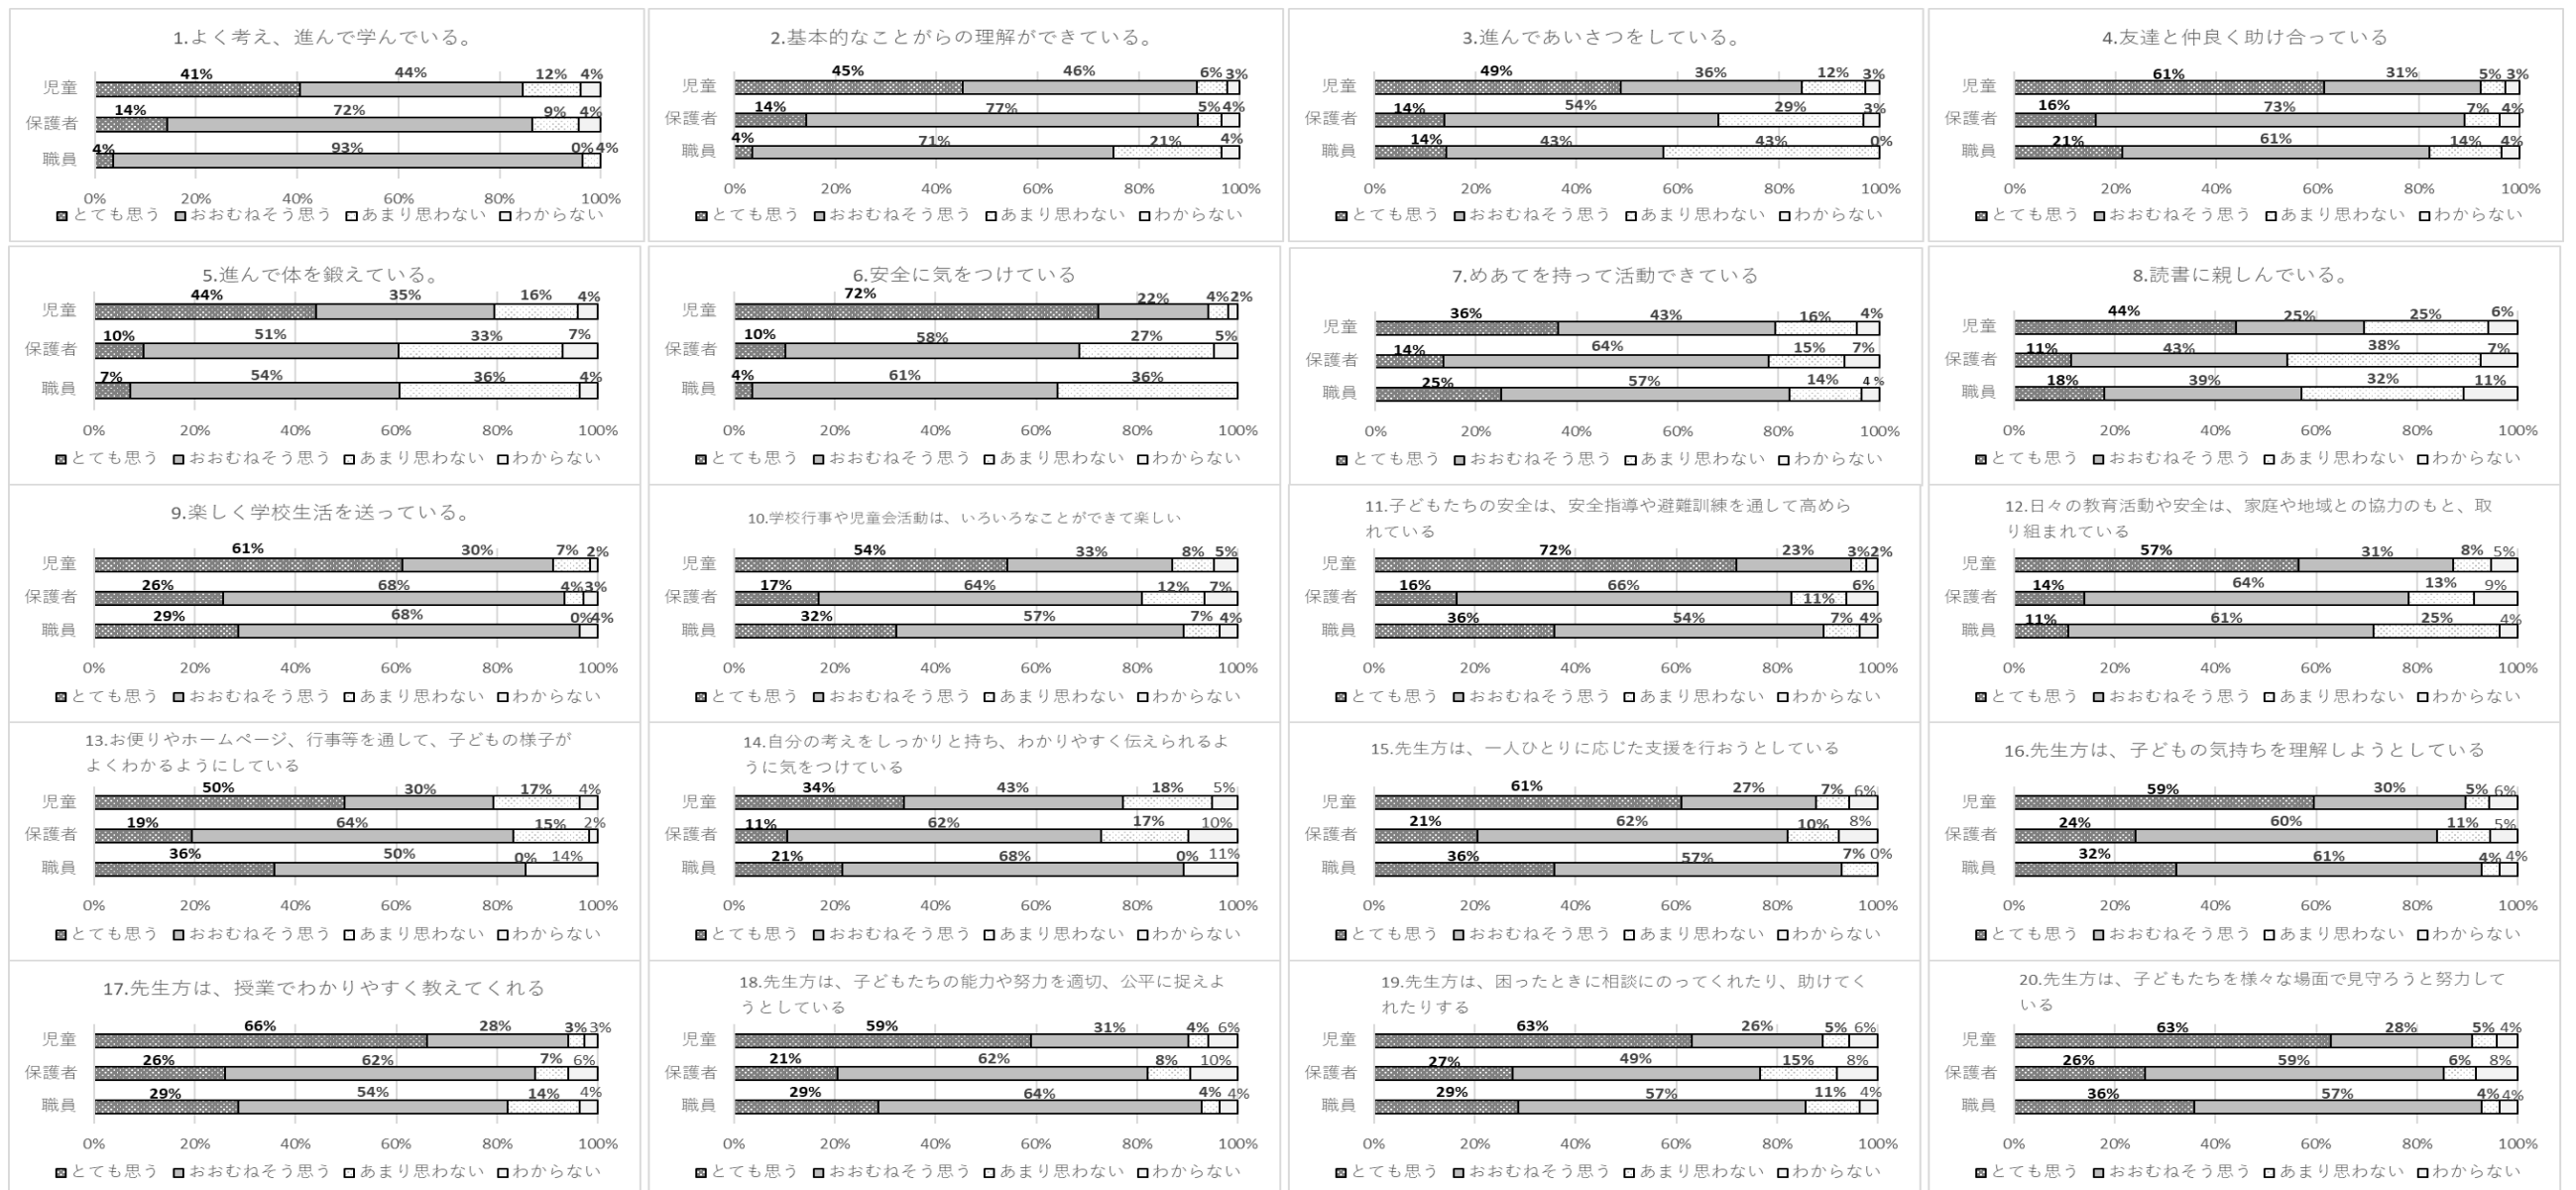 1.よく考え、進んで学んでいる。
41% 44% 12% 4%
児童
14% 72% 9% 4%
保護者
4% 93% 0% 4%
職員
0% 20% 40% 60% 80% 100%
とても思う おおむねそう思う あまり思わない わからない
2.基本的なことがらの理解ができている。
45% 46% 6% 3%
児童
14% 77% 5% 4%
保護者
4% 71% 21% 4%
職員
0% 20% 40% 60% 80% 100%
とても思う おおむねそう思う あまり思わない わからない
3.進んであいさつをしている。
49% 36% 12% 3%
児童
14% 54% 29% 3%
保護者
14% 43% 43% 0%
職員
0% 20% 40% 60% 80% 100%
とても思う おおむねそう思う あまり思わない わからない
4.友達と仲良く助け合っている
61% 31% 5% 3%
児童
16% 73% 7% 4%
保護者
21% 61% 14% 4%
職員
0% 20% 40% 60% 80% 100%
とても思う おおむねそう思う あまり思わない わからない
5.進んで体を鍛えている。
44% 35% 16% 4%
児童
10% 51% 33% 7%
保護者
7% 54% 36% 4%
職員
0% 20% 40% 60% 80% 100%
とても思う おおむねそう思う あまり思わない わからない
6.安全に気をつけている
72% 22% 4% 2%
児童
10% 58% 27% 5%
保護者
4% 61% 36%
職員
0% 20% 40% 60% 80% 100%
とても思う おおむねそう思う あまり思わない わからない
7.めあてを持って活動できている
36% 43% 16% 4%
児童
14% 64% 15% 7%
保護者
25% 57% 14% 4%
職員
0% 20% 40% 60% 80% 100%
とても思う おおむねそう思う あまり思わない わからない
8.読書に親しんでいる。
44% 25% 25% 6%
児童
11% 43% 38% 7%
保護者
18% 39% 32% 11%
職員
0% 20% 40% 60% 80% 100%
とても思う おおむねそう思う あまり思わない わからない
9.楽しく学校生活を送っている。
61% 30% 7% 2%
児童
26% 68% 4% 3%
保護者
29% 68% 0% 4%
職員
0% 20% 40% 60% 80% 100%
とても思う おおむねそう思う あまり思わない わからない
10.学校行事や児童会活動は、いろいろなことができて楽しい
54% 33% 8% 5%
児童
17% 64% 12% 7%
保護者
32% 57% 7% 4%
職員
0% 20% 40% 60% 80% 100%
とても思う おおむねそう思う あまり思わない わからない
11.子どもたちの安全は、安全指導や避難訓練を通して高めら
れている
72% 23% 3% 2%
児童
16% 66% 11% 6%
保護者
36% 54% 7% 4%
職員
0% 20% 40% 60% 80% 100%
とても思う おおむねそう思う あまり思わない わからない
12.日々の教育活動や安全は、家庭や地域との協力のもと、取
り組まれている
57% 31% 8% 5%
児童
14% 64% 13% 9%
保護者
11% 61% 25% 4%
職員
0% 20% 40% 60% 80% 100%
とても思う おおむねそう思う あまり思わない わからない
13.お便りやホームページ、行事等を通して、子どもの様子が
よくわかるようにしている
50% 30% 17% 4%
児童
19% 64% 15% 2%
保護者
36% 50% 0% 14%
職員
0% 20% 40% 60% 80% 100%
とても思う おおむねそう思う あまり思わない わからない
14.自分の考えをしっかりと持ち、わかりやすく伝えられるよ
うに気をつけている
34% 43% 18% 5%
児童
11% 62% 17% 10%
保護者
21% 68% 0% 11%
職員
0% 20% 40% 60% 80% 100%
とても思う おおむねそう思う あまり思わない わからない
15.先生方は、一人ひとりに応じた支援を行おうとしている
61% 27% 7% 6%
児童
21% 62% 10% 8%
保護者
36% 57% 7% 0%
職員
0% 20% 40% 60% 80% 100%
とても思う おおむねそう思う あまり思わない わからない
16.先生方は、子どもの気持ちを理解しようとしている
59% 30% 5% 6%
児童
24% 60% 11% 5%
保護者
32% 61% 4% 4%
職員
0% 20% 40% 60% 80% 100%
とても思う おおむねそう思う あまり思わない わからない
17.先生方は、授業でわかりやすく教えてくれる
66% 28% 3% 3%
児童
26% 62% 7% 6%
保護者
29% 54% 14% 4%
職員
0% 20% 40% 60% 80% 100%
とても思う おおむねそう思う あまり思わない わからない
18.先生方は、子どもたちの能力や努力を適切、公平に捉えよ
うとしている
59% 31% 4% 6%
児童
21% 62% 8% 10%
保護者
29% 64% 4% 4%
職員
0% 20% 40% 60% 80% 100%
とても思う おおむねそう思う あまり思わない わからない
19.先生方は、困ったときに相談にのってくれたり、助けてく
れたりする
63% 26% 5% 6%
児童
27% 49% 15% 8%
保護者
29% 57% 11% 4%
職員
0% 20% 40% 60% 80% 100%
とても思う おおむねそう思う あまり思わない わからない
20.先生方は、子どもたちを様々な場面で見守ろうと努力して
いる
63% 28% 5% 4%
児童
26% 59% 6% 8%
保護者
36% 57% 4% 4%
職員
0% 20% 40% 60% 80% 100%
とても思う おおむねそう思う あまり思わない わからない